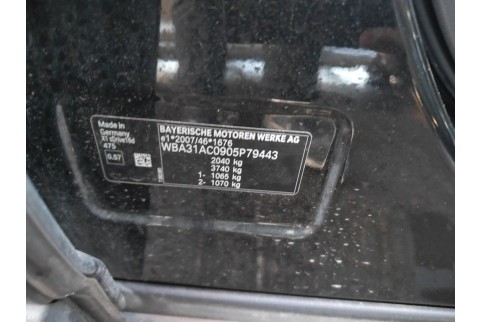 Made in
Germany
X1 sDrive18d
475
0.57
BAYERISCHE MOTOREN WERKE AG
e1*2007/46*1676
WBA31AC0905P79443
2040 kg
3740 kg
1- 1065 kg
2- 1070 kg